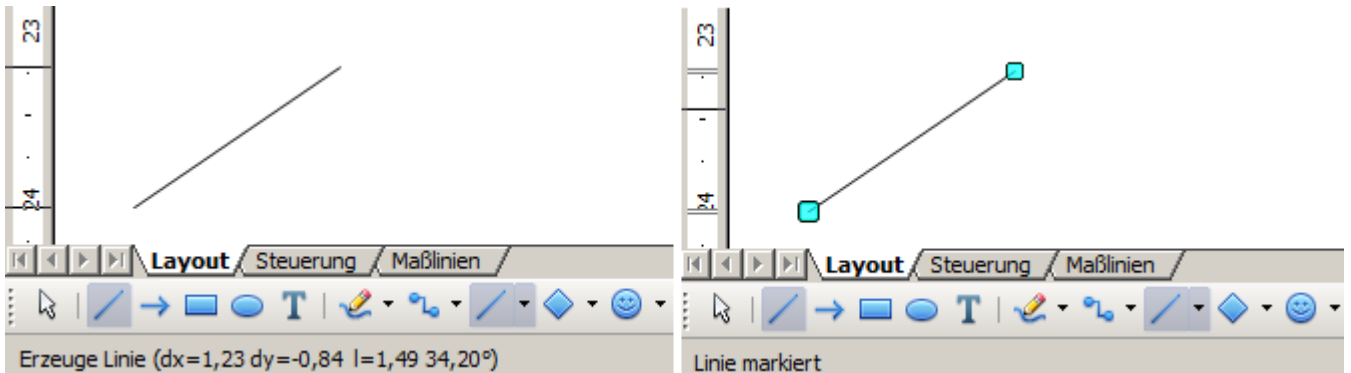 23
24
Layout Steuerung Maßlinien
T
Erzeuge Linie (dx=1,23 dy=-0,84 l=1,49 34,20°)
23
24
Layout Steuerung Maßlinien
T
Linie markiert